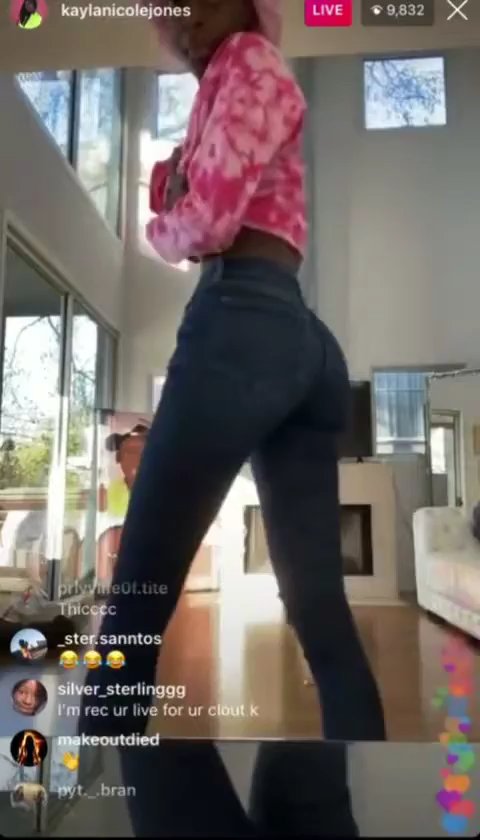 kaylanicolejones
LIVE 9,832
Thicccc
_ster.sanntos
😂😂😂
silver_sterlinggg
I'm rec ur live for ur clout k
makeoutdied
👏
pyt._.bran